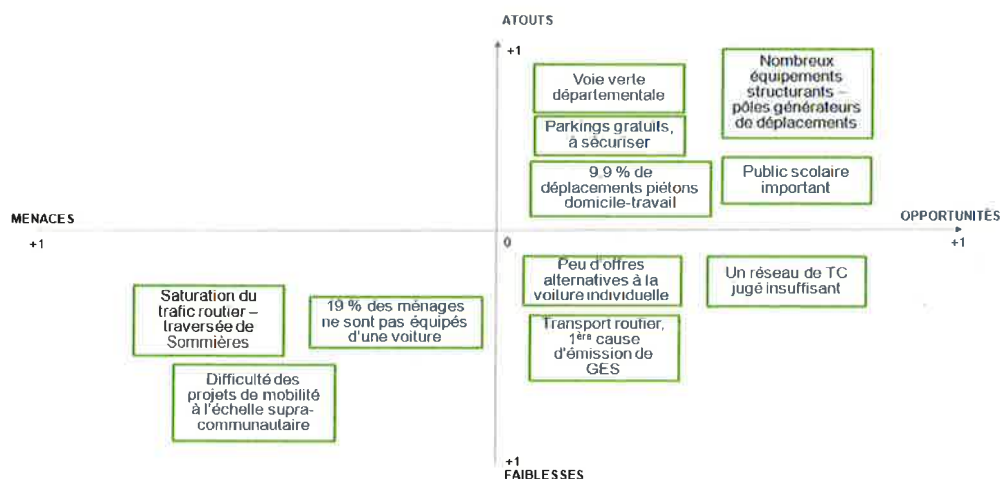 ATOUTS
+1
Voie verte
départementale
Nombreux
équipements
structurants –
pôles générateurs
de déplacements
Parkings gratuits,
à sécuriser
9.9 % de
déplacements piétons
domicile-travail
Public scolaire
important
MENACES
+1
OPPORTUNITÉS
+1
0
Peu d'offres
alternatives à la
voiture individuelle
Un réseau de TC
jugé insuffisant
Saturation du
trafic routier –
traversée de
Sommières
19 % des ménages
ne sont pas équipés
d'une voiture
Transport routier,
1ère cause
d'émission de
GES
Difficulté des
projets de mobilité
à l'échelle supra-
communautaire
+1
FAIBLESSES